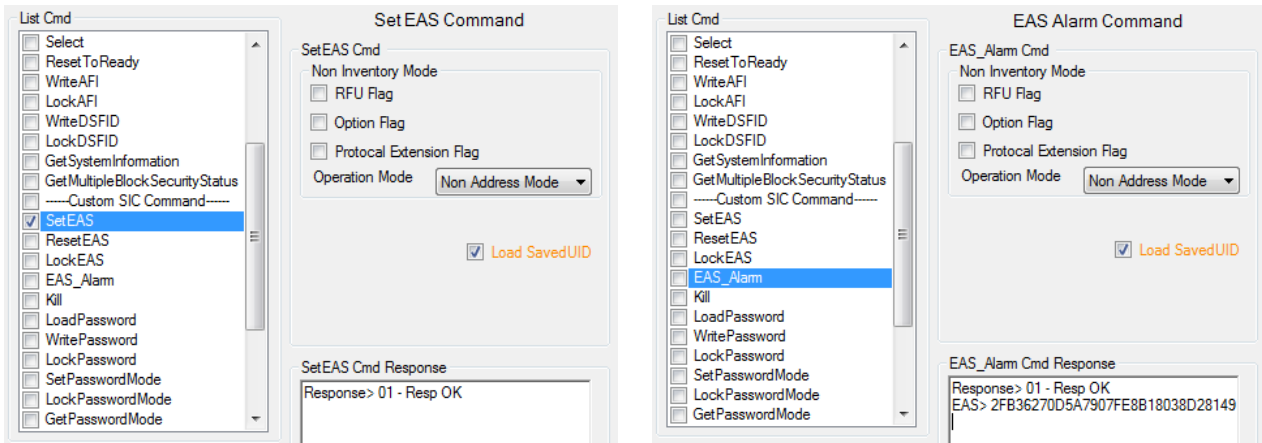 List Cmd
Select
ResetToReady
WriteAFI
LockAFI
WriteDSFID
LockDSFID
GetSystemInformation
GetMultipleBlockSecurityStatus
------Custom SIC Command------
SetEAS
ResetEAS
LockEAS
EAS_Alarm
Kill
LoadPassword
WritePassword
LockPassword
SetPasswordMode
LockPasswordMode
GetPasswordMode
Set EAS Command
SetEAS Cmd
Non Inventory Mode
RFU Flag
Option Flag
Protocal Extension Flag
Operation Mode Non Address Mode
Load SavedUID
SetEAS Cmd Response
Response> 01 - Resp OK
List Cmd
Select
ResetToReady
WriteAFI
LockAFI
WriteDSFID
LockDSFID
GetSystemInformation
GetMultipleBlockSecurityStatus
------Custom SIC Command------
SetEAS
ResetEAS
LockEAS
EAS_Alarm
Kill
LoadPassword
WritePassword
LockPassword
SetPasswordMode
LockPasswordMode
GetPasswordMode
EAS Alarm Command
EAS_Alarm Cmd
Non Inventory Mode
RFU Flag
Option Flag
Protocal Extension Flag
Operation Mode Non Address Mode
Load SavedUID
EAS_Alarm Cmd Response
Response> 01 - Resp OK
EAS> 2FB36270D5A7907FE8B18038D28149